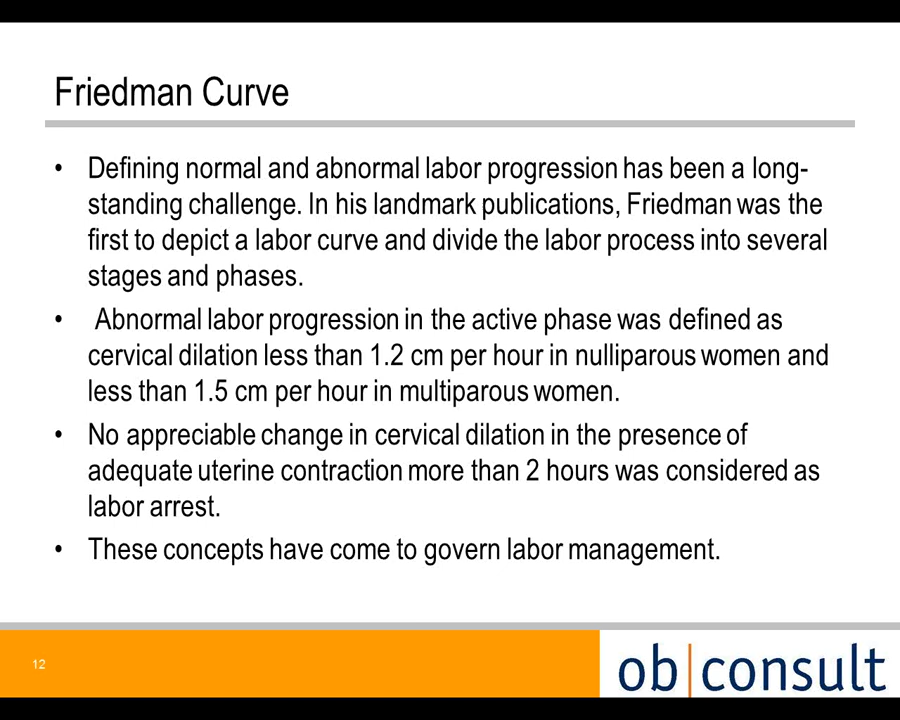 Friedman Curve
• Defining normal and abnormal labor progression has been a long-
standing challenge. In his landmark publications, Friedman was the
first to depict a labor curve and divide the labor process into several
stages and phases.
• Abnormal labor progression in the active phase was defined as
cervical dilation less than 1.2 cm per hour in nulliparous women and
less than 1.5 cm per hour in multiparous women.
• No appreciable change in cervical dilation in the presence of
adequate uterine contraction more than 2 hours was considered as
labor arrest.
• These concepts have come to govern labor management.
12
ob|consult